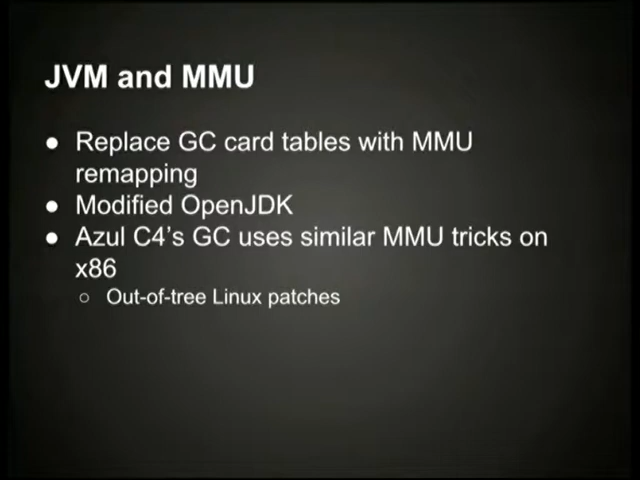 JVM and MMU
● Replace GC card tables with MMU
remapping
● Modified OpenJDK
● Azul C4's GC uses similar MMU tricks on
x86
○ Out-of-tree Linux patches